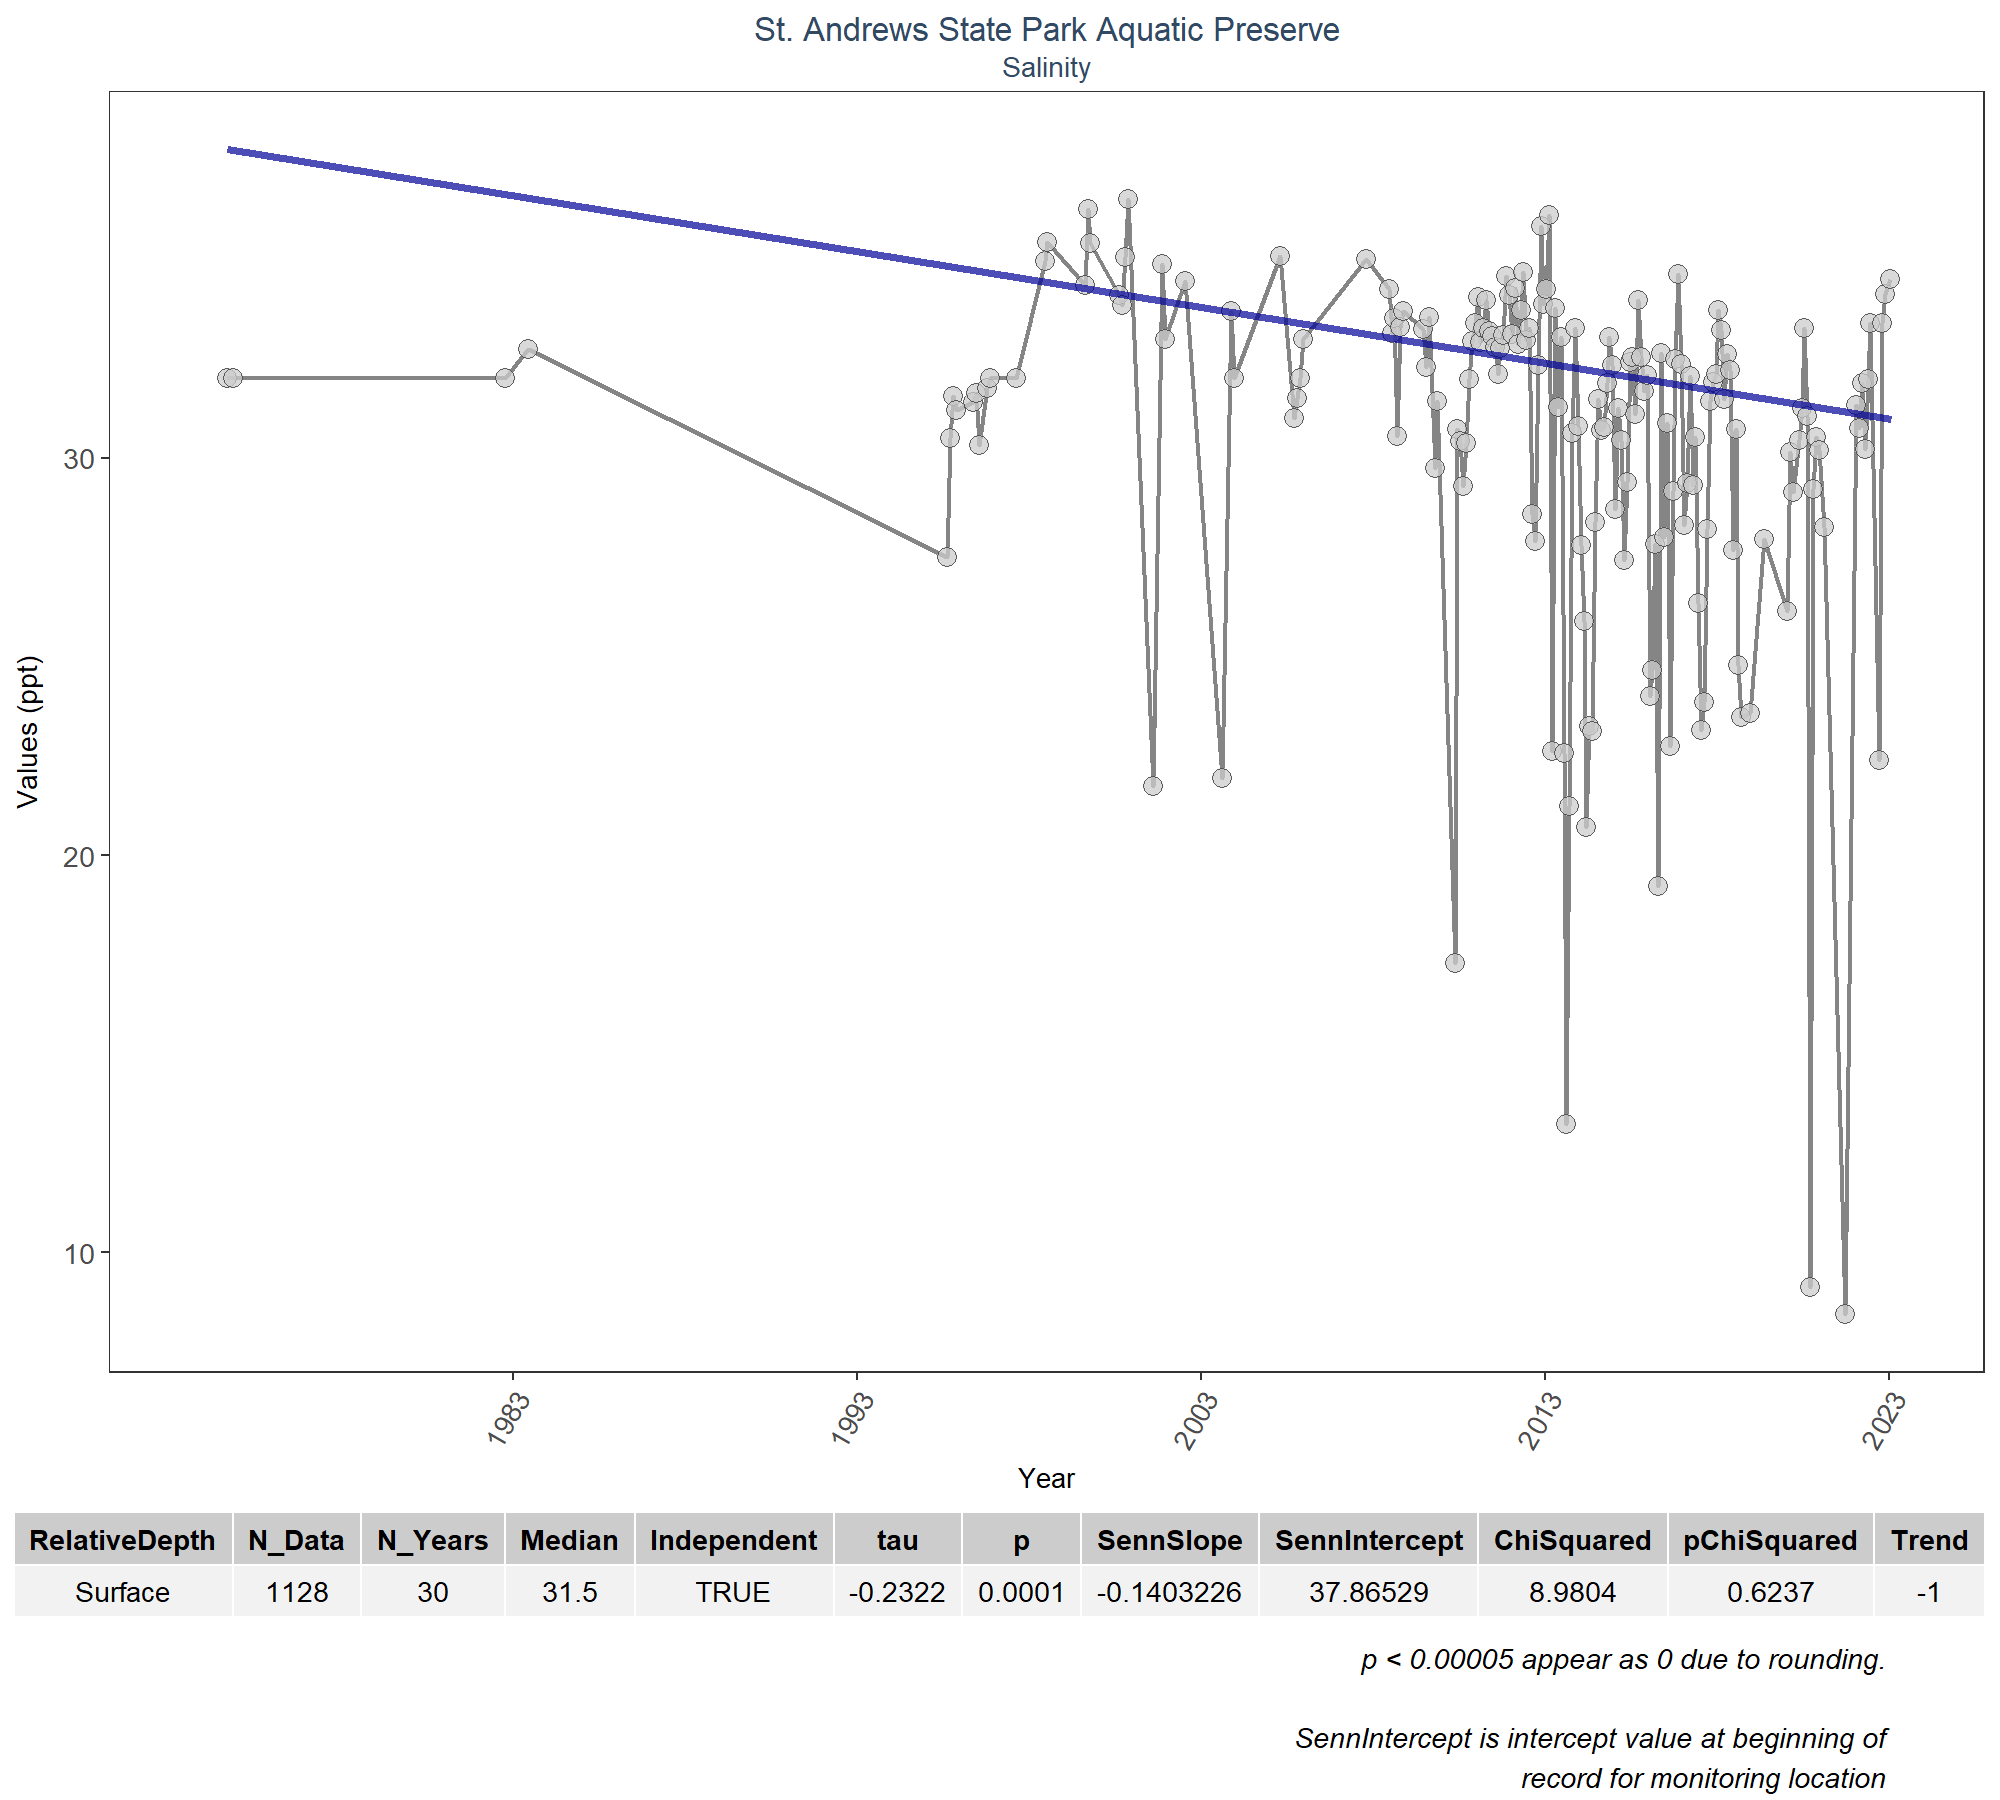 St. Andrews State Park Aquatic Preserve
Salinity
Values (ppt)
30
20
10
1983 1993 2003 2013 2023
Year
RelativeDepth N_Data N_Years Median Independent tau p SennSlope SennIntercept ChiSquared pChiSquared Trend
Surface 1128 30 31.5 TRUE -0.2322 0.0001 -0.1403226 37.86529 8.9804 0.6237 -1
p < 0.00005 appear as 0 due to rounding.
SennIntercept is intercept value at beginning of
record for monitoring location